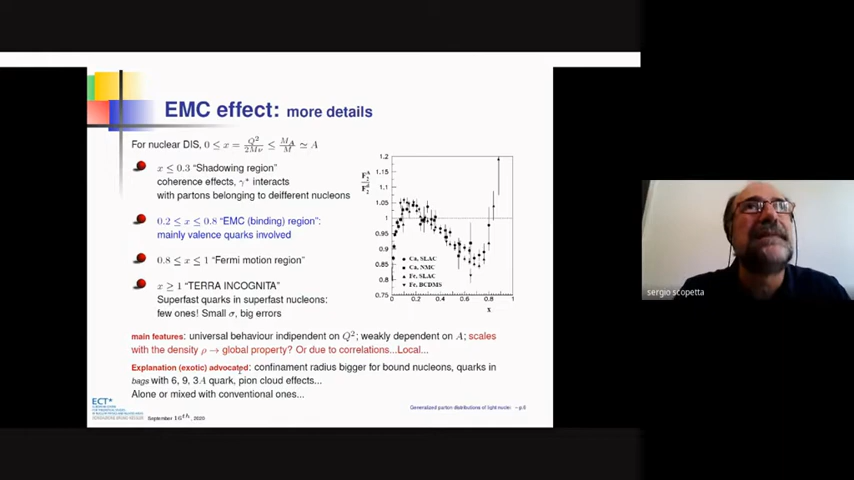 EMC effect: more details
For nuclear DIS, 0 ≤ x = Q²/2Mν ≤ M_A/M ≃ A
x ≤ 0.3 “Shadowing region”
coherence effects, γ* interacts
with partons belonging to deifferent nucleons
0.2 ≤ x ≤ 0.8 “EMC (binding) region”:
mainly valence quarks involved
0.8 ≤ x ≤ 1 “Fermi motion region”
x ≥ 1 “TERRA INCOGNITA”
Superfast quarks in superfast nucleons:
few ones! Small σ, big errors
1.2
1.15
1.1
1.05
1
0.95
0.9
0.85
0.8
0.75
0 0.2 0.4 0.6 0.8 1
x
Ca, SLAC
Ca, NMC
Fe, SLAC
Fe, BCDMS
main features: universal behaviour indipendent on Q²; weakly dependent on A; scales
with the density ρ → global property? Or due to correlations...Local...
Explanation (exotic) advocated: confinament radius bigger for bound nucleons, quarks in
bags with 6, 9, 3A quark, pion cloud effects...
Alone or mixed with conventional ones...
ECT*
September 16th, 2020
Generalized parton distributions of light nuclei – p.6
sergio scopetta